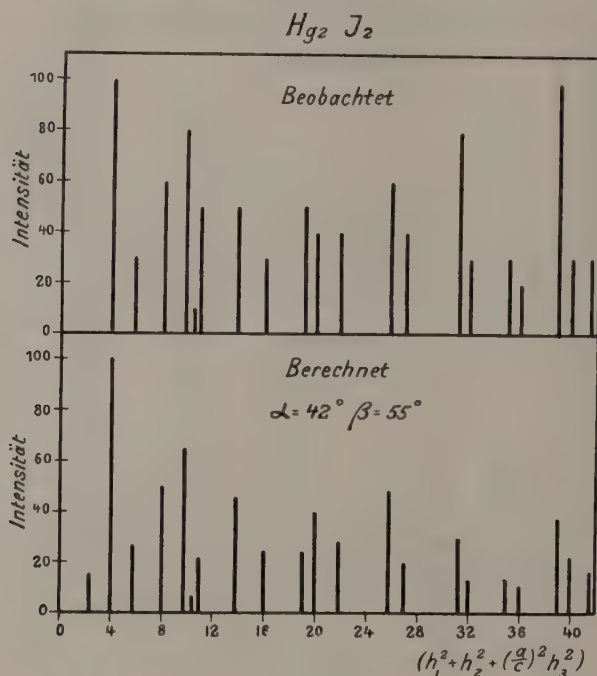 Hg2 J2
Beobachtet
Intensität
100
80
60
40
20
0
Berechnet
α = 42° β = 55°
Intensität
100
80
60
40
20
0
0 4 8 12 16 20 24 28 32 36 40
(h₁² + h₂² + (a/c)² h₃²)